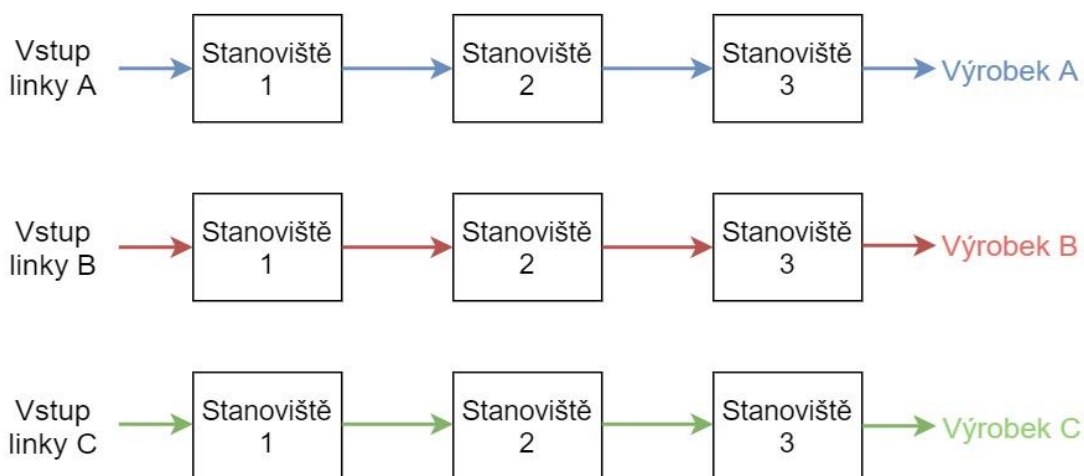 Vstup
linky A
Stanoviště
1
Stanoviště
2
Stanoviště
3
Výrobek A
Vstup
linky B
Stanoviště
1
Stanoviště
2
Stanoviště
3
Výrobek B
Vstup
linky C
Stanoviště
1
Stanoviště
2
Stanoviště
3
Výrobek C